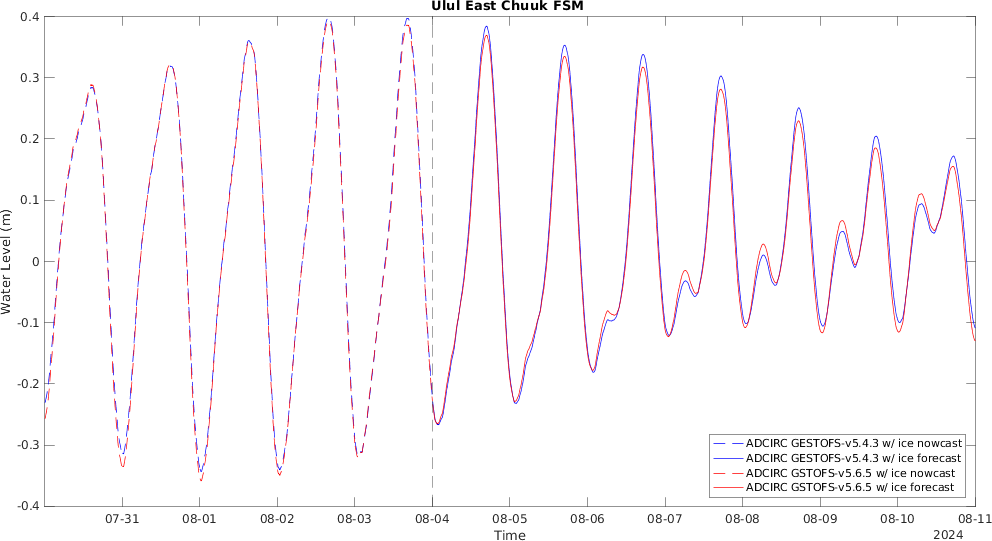 Ulul East Chuuk FSM
0.4
0.3
0.2
0.1
0
-0.1
-0.2
-0.3
-0.4
Water Level (m)
ADCIRC GESTOFS-v5.4.3 w/ ice nowcast
ADCIRC GESTOFS-v5.4.3 w/ ice forecast
ADCIRC GSTOFS-v5.6.5 w/ ice nowcast
ADCIRC GSTOFS-v5.6.5 w/ ice forecast
07-31 08-01 08-02 08-03 08-04 08-05 08-06 08-07 08-08 08-09 08-10 08-11
Time
2024